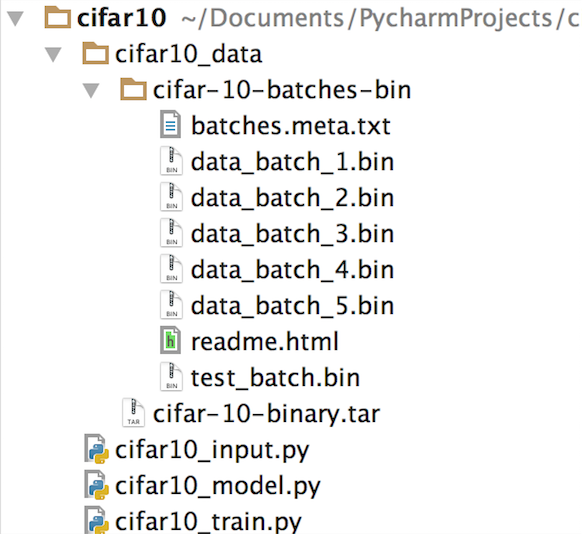 cifar10 ~/Documents/PycharmProjects/c
cifar10_data
cifar-10-batches-bin
batches.meta.txt
BIN data_batch_1.bin
BIN data_batch_2.bin
BIN data_batch_3.bin
BIN data_batch_4.bin
BIN data_batch_5.bin
h readme.html
BIN test_batch.bin
TAR cifar-10-binary.tar
cifar10_input.py
cifar10_model.py
cifar10_train.py